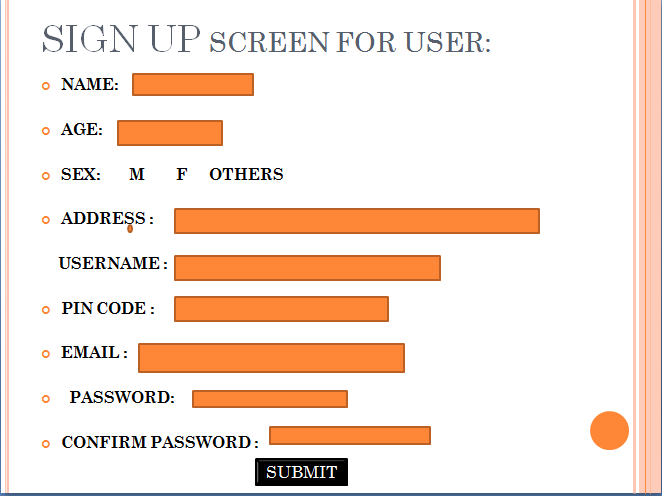 SIGN UP SCREEN FOR USER:
NAME:
AGE:
SEX: M F OTHERS
ADDRESS :
USERNAME :
PIN CODE :
EMAIL :
PASSWORD:
CONFIRM PASSWORD :
SUBMIT